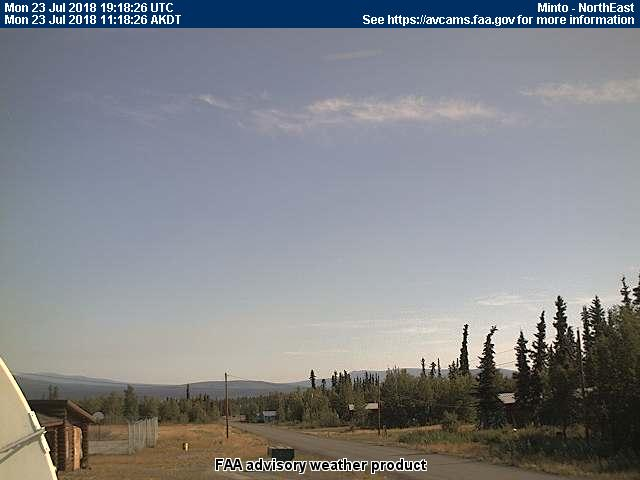 Mon 23 Jul 2018 19:18:26 UTC Minto - NorthEast
Mon 23 Jul 2018 11:18:26 AKDT See https://avcams.faa.gov for more information
FAA advisory weather product